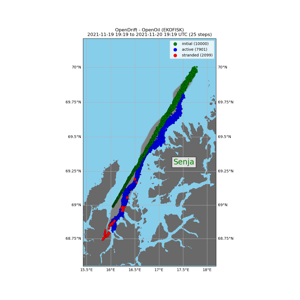 OpenDrift - OpenOil (EKOFISK)
2021-11-19 19:19 to 2021-11-20 19:19 UTC (25 steps)
initial (10000)
active (7901)
stranded (2099)
70°N
70°N
69.75°N
69.75°N
69.5°N
69.5°N
69.25°N
69.25°N
Senja
69°N
69°N
68.75°N
68.75°N
15.5°E
16°E
16.5°E
17°E
17.5°E
18°E